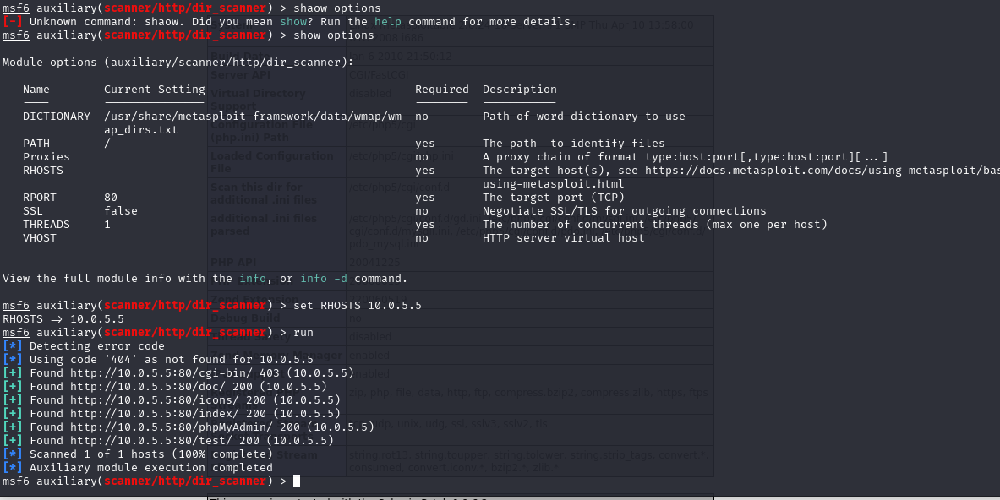 msf6 auxiliary(scanner/http/dir_scanner) > shaow options
[-] Unknown command: shaow. Did you mean show? Run the help command for more details.
msf6 auxiliary(scanner/http/dir_scanner) > show options
Module options (auxiliary/scanner/http/dir_scanner):
Name Current Setting Required Description
DICTIONARY /usr/share/metasploit-framework/data/wmap/wm no Path of word dictionary to use
ap_dirs.txt
PATH / yes The path  to identify files
Proxies no A proxy chain of format type:host:port[,type:host:port][...]
RHOSTS yes The target host(s), see https://docs.metasploit.com/docs/using-metasploit/bas
using-metasploit.html
RPORT 80 yes The target port (TCP)
SSL false no Negotiate SSL/TLS for outgoing connections
THREADS 1 yes The number of concurrent threads (max one per host)
VHOST no HTTP server virtual host
View the full module info with the info, or info -d command.
msf6 auxiliary(scanner/http/dir_scanner) > set RHOSTS 10.0.5.5
RHOSTS => 10.0.5.5
msf6 auxiliary(scanner/http/dir_scanner) > run
[*] Detecting error code
[*] Using code '404' as not found for 10.0.5.5
[+] Found http://10.0.5.5:80/cgi-bin/ 403 (10.0.5.5)
[+] Found http://10.0.5.5:80/doc/ 200 (10.0.5.5)
[+] Found http://10.0.5.5:80/icons/ 200 (10.0.5.5)
[+] Found http://10.0.5.5:80/index/ 200 (10.0.5.5)
[+] Found http://10.0.5.5:80/phpMyAdmin/ 200 (10.0.5.5)
[+] Found http://10.0.5.5:80/test/ 200 (10.0.5.5)
[*] Scanned 1 of 1 hosts (100% complete)
[*] Auxiliary module execution completed
msf6 auxiliary(scanner/http/dir_scanner) >